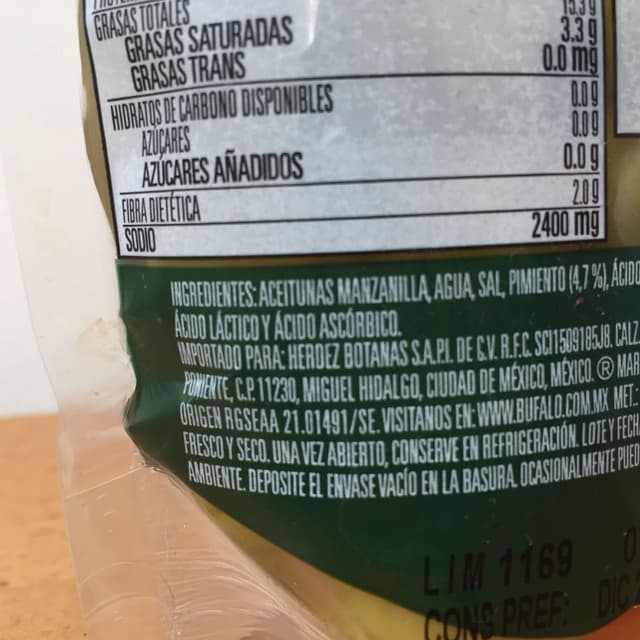 GRASAS TOTALES
GRASAS SATURADAS 3.3 g
GRASAS TRANS 0.0 mg
HIDRATOS DE CARBONO DISPONIBLES 0.0 g
AZÚCARES 0.0 g
AZÚCARES AÑADIDOS 0.0 g
FIBRA DIETÉTICA 2.0 g
SODIO 2400 mg
INGREDIENTES: ACEITUNAS MANZANILLA, AGUA, SAL, PIMIENTO (4,7 %), ÁCIDO
ÁCIDO LÁCTICO Y ÁCIDO ASCÓRBICO.
IMPORTADO PARA: HERDEZ BOTANAS S.A.P.I. DE C.V. R.F.C. SCI1509185J8. CALZ.
PONIENTE, C.P. 11230, MIGUEL HIDALGO, CIUDAD DE MÉXICO, MÉXICO. ® MAR
ORIGEN RGSEAA 21.01491/SE. VISITANOS EN: WWW.BUFALO.COM.MX MET.:
FRESCO Y SECO. UNA VEZ ABIERTO, CONSERVE EN REFRIGERACIÓN. LOTE Y FECH
AMBIENTE. DEPOSITE EL ENVASE VACÍO EN LA BASURA. OCASIONALMENTE PUED
LIM 1169 0
CONS PREF: DIC